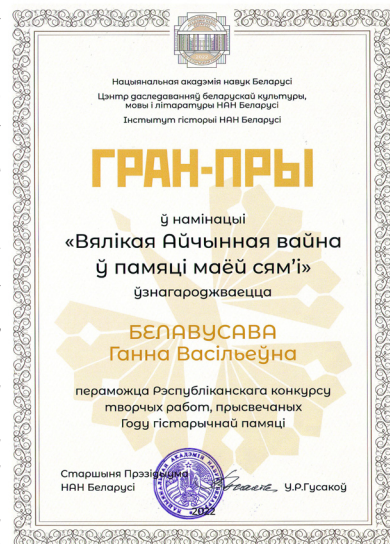 Нацыянальная акадэмія навук Беларусі
Цэнтр даследаванняў беларускай культуры,
мовы і літаратуры НАН Беларусі
Інстытут гісторыі НАН Беларусі
ГРАН-ПРЫ
ў намінацыі
«Вялікая Айчынная вайна
ў памяці маёй сям'і»
ўзнагароджваецца
БЕЛАВУСАВА
Ганна Васільеўна
пераможца Рэспубліканскага конкурсу
творчых работ, прысвечаных
Году гістарычнай памяці
Старшыня Прэзідыума
НАН Беларусі У.Р.Гусакоў
2022